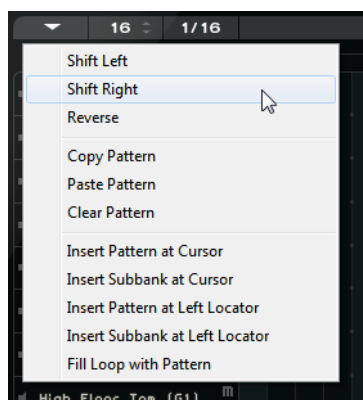 16 1/16
Shift Left
Shift Right
Reverse
Copy Pattern
Paste Pattern
Clear Pattern
Insert Pattern at Cursor
Insert Subbank at Cursor
Insert Pattern at Left Locator
Insert Subbank at Left Locator
Fill Loop with Pattern
High Floor Tom (G1) m